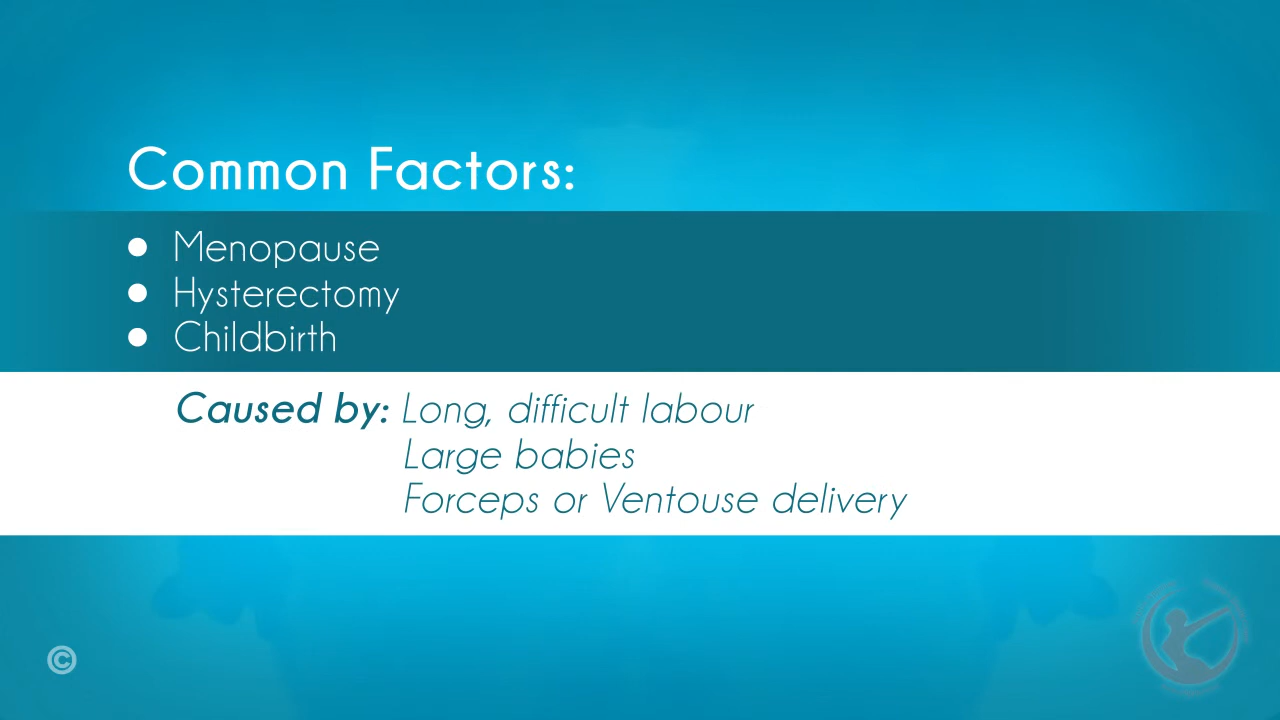 Common Factors:
● Menopause
● Hysterectomy
● Childbirth
Caused by: Long, difficult labour
Large babies
Forceps or Ventouse delivery
©